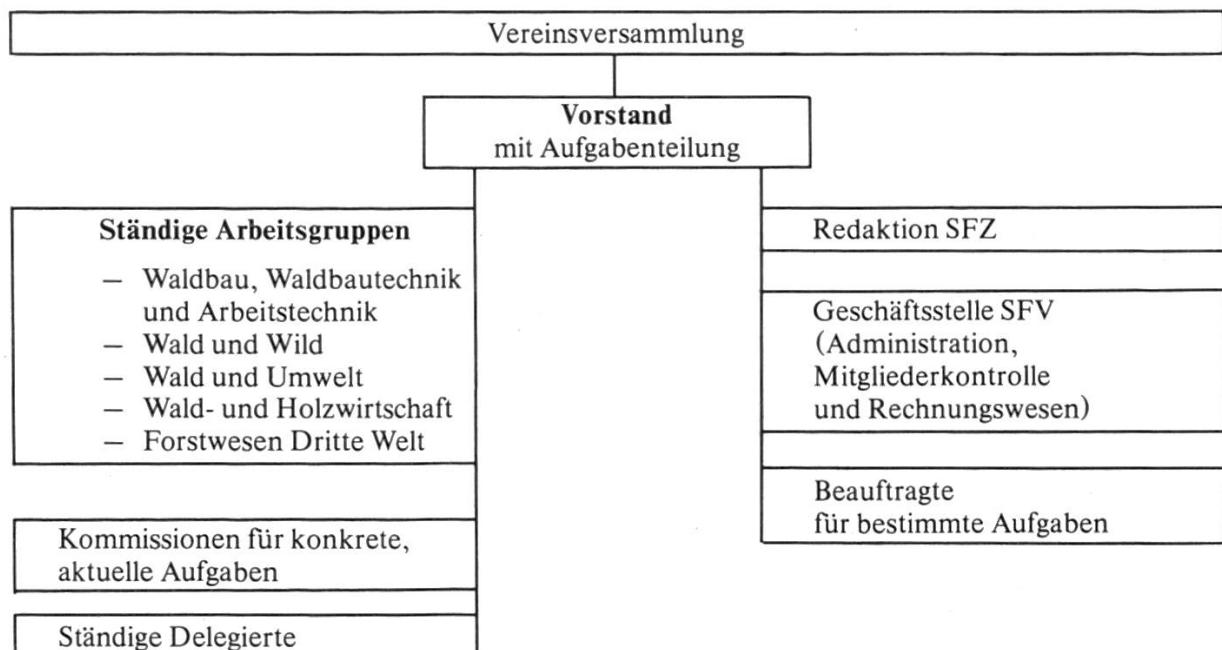 Vereinsversammlung
Vorstand
mit Aufgabenteilung
Ständige Arbeitsgruppen
— Waldbau, Waldbautechnik
und Arbeitstechnik
— Wald und Wild
— Wald und Umwelt
— Wald- und Holzwirtschaft
— Forstwesen Dritte Welt
Kommissionen für konkrete,
aktuelle Aufgaben
Ständige Delegierte
Redaktion SFZ
Geschäftsstelle SFV
(Administration,
Mitgliederkontrolle
und Rechnungswesen)
Beauftragte
für bestimmte Aufgaben